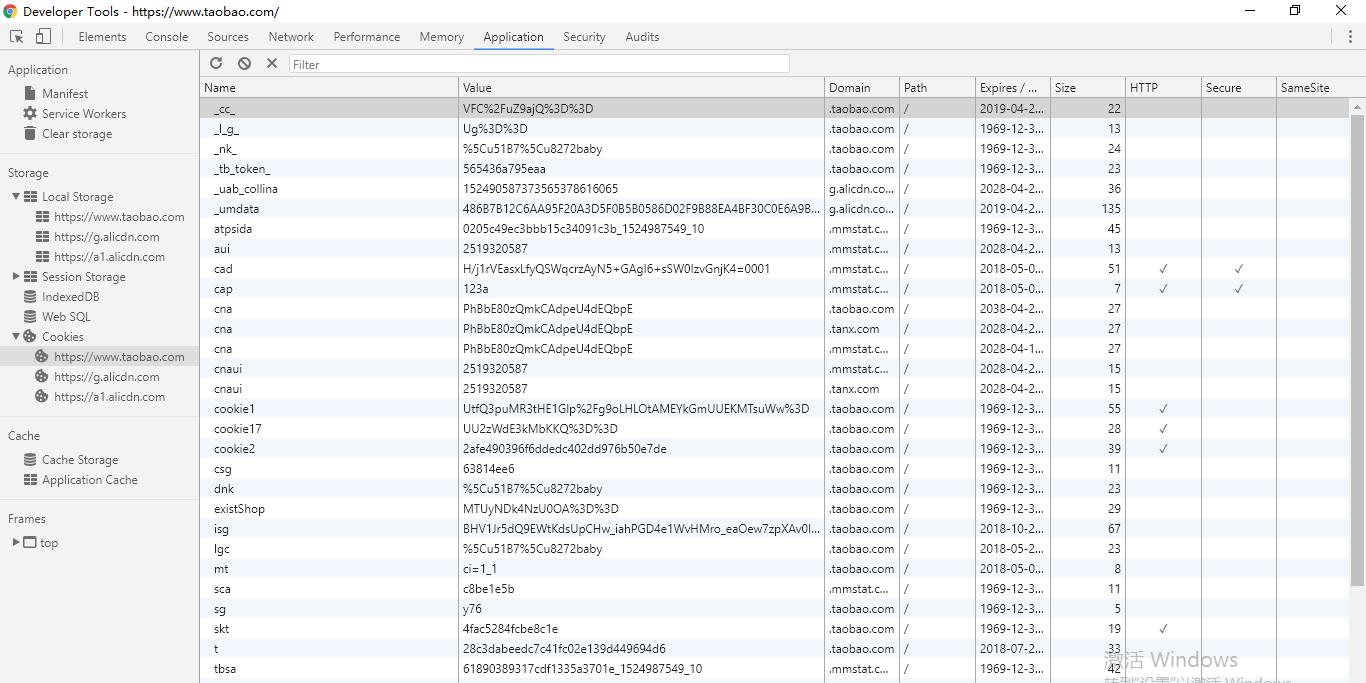 Developer Tools - https://www.taobao.com/
Elements Console Sources Network Performance Memory Application Security Audits
Application
Manifest
Service Workers
Clear storage
Storage
Local Storage
https://www.taobao.com
https://g.alicdn.com
https://a1.alicdn.com
Session Storage
IndexedDB
Web SQL
Cookies
https://www.taobao.com
https://g.alicdn.com
https://a1.alicdn.com
Cache
Cache Storage
Application Cache
Frames
top
Filter
Name Value Domain Path Expires / ... Size HTTP Secure SameSite
_cc_ VFC%2FuZ9ajQ%3D%3D .taobao.com / 2019-04-2... 22
_l_g_ Ug%3D%3D .taobao.com / 1969-12-3... 13
_nk_ %5Cu51B7%5Cu8272baby .taobao.com / 1969-12-3... 24
_tb_token_ 565436a795eaa .taobao.com / 1969-12-3... 23
_uab_collina 152490587373565378616065 g.alicdn.co... / 2028-04-2... 36
_umdata 486B7B12C6AA95F20A3D5F0B5B0586D02F9B88EA4BF30C0E6A9B... g.alicdn.co... / 2019-04-2... 135
atpsida 0205c49ec3bbb15c34091c3b_1524987549_10 .mmstat.c... / 1969-12-3... 45
aui 2519320587 .mmstat.c... / 2028-04-2... 13
cad H/j1rVEasxLfyQSWqcrzAyN5+GAgI6+sSW0lzvGnjK4=0001 .mmstat.c... / 2018-05-0... 51 ✓ ✓
cap 123a .mmstat.c... / 2018-05-0... 7 ✓ ✓
cna PhBbE80zQmkCAdpeU4dEQbpE .taobao.com / 2038-04-2... 27
cna PhBbE80zQmkCAdpeU4dEQbpE .tanx.com / 2028-04-2... 27
cna PhBbE80zQmkCAdpeU4dEQbpE .mmstat.c... / 2028-04-1... 27
cnaui 2519320587 .mmstat.c... / 2028-04-2... 15
cnaui 2519320587 .tanx.com / 2028-04-2... 15
cookie1 UtfQ3puMR3tHE1Glp%2Fg9oLHLOtAMEYkGmUUEKMTsuWw%3D .taobao.com / 1969-12-3... 55 ✓
cookie17 UU2zWdE3kMbKKQ%3D%3D .taobao.com / 1969-12-3... 28 ✓
cookie2 2afe490396f6ddedc402dd976b50e7de .taobao.com / 1969-12-3... 39 ✓
csg 63814ee6 .taobao.com / 1969-12-3... 11
dnk %5Cu51B7%5Cu8272baby .taobao.com / 1969-12-3... 23
existShop MTUyNDk4NzU0OA%3D%3D .taobao.com / 1969-12-3... 29
isg BHV1Jr5dQ9EWtKdsUpCHw_iahPGD4e1WvHMro_eaOew7zpXAv0I... .taobao.com / 2018-10-2... 67
lgc %5Cu51B7%5Cu8272baby .taobao.com / 2018-05-2... 23
mt ci=1_1 .taobao.com / 2018-05-0... 8
sca c8be1e5b .mmstat.c... / 1969-12-3... 11
sg y76 .taobao.com / 1969-12-3... 5
skt 4fac5284fcbe8c1e .taobao.com / 1969-12-3... 19 ✓
t 28c3dabeedc7c41fc02e139d449694d6 .taobao.com / 2018-07-2... 33
tbsa 61890389317cdf1335a3701e_1524987549_10 .mmstat.c... / 1969-12-3... 42
激活 Windows
转到"设置"以激活 Windows